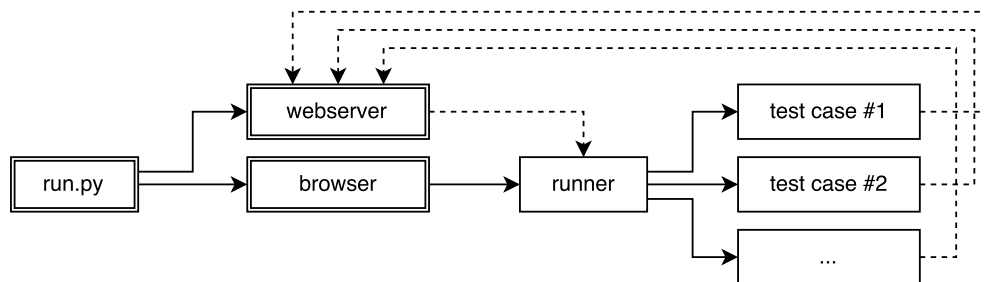 webserver
test case #1
run.py
browser
runner
test case #2
...